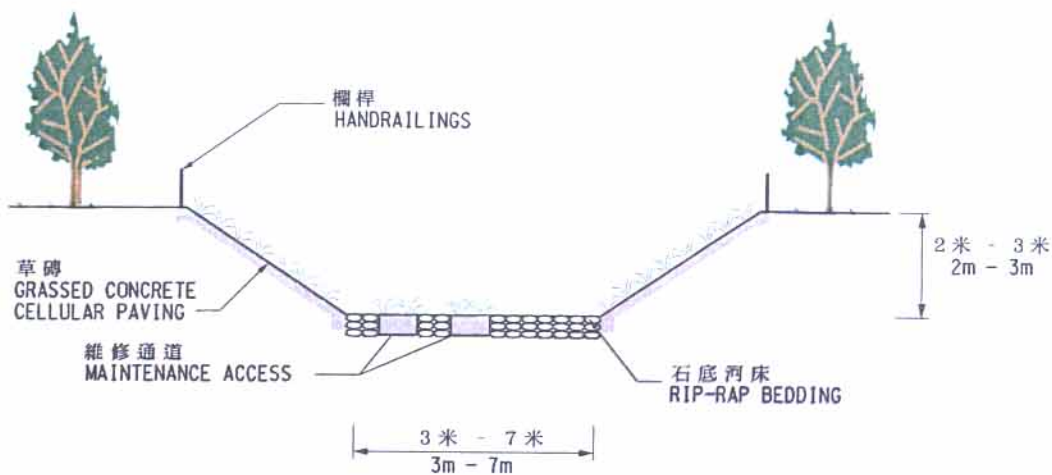 欄桿
HANDRAILINGS
草磚
GRASSED CONCRETE
CELLULAR PAVING
2米 - 3米
2m - 3m
維修通道
MAINTENANCE ACCESS
石底河床
RIP-RAP BEDDING
3米 - 7米
3m - 7m